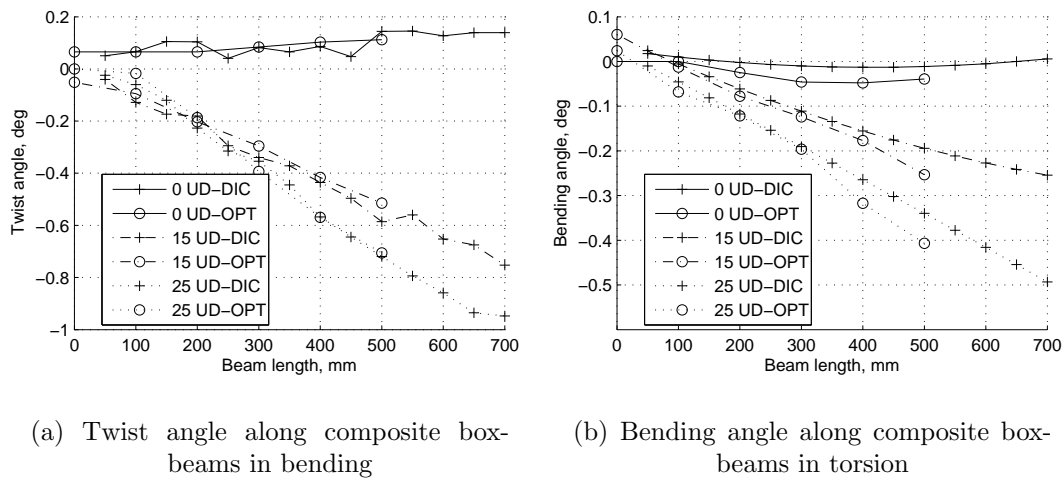 0.2
0
−0.2
−0.4
−0.6
−0.8
−1
Twist angle, deg
0 UD−DIC
0 UD−OPT
15 UD−DIC
15 UD−OPT
25 UD−DIC
25 UD−OPT
0 100 200 300 400 500 600 700
Beam length, mm
(a) Twist angle along composite box-
beams in bending
0.1
0
−0.1
−0.2
−0.3
−0.4
−0.5
Bending angle, deg
0 UD−DIC
0 UD−OPT
15 UD−DIC
15 UD−OPT
25 UD−DIC
25 UD−OPT
0 100 200 300 400 500 600 700
Beam length, mm
(b) Bending angle along composite box-
beams in torsion